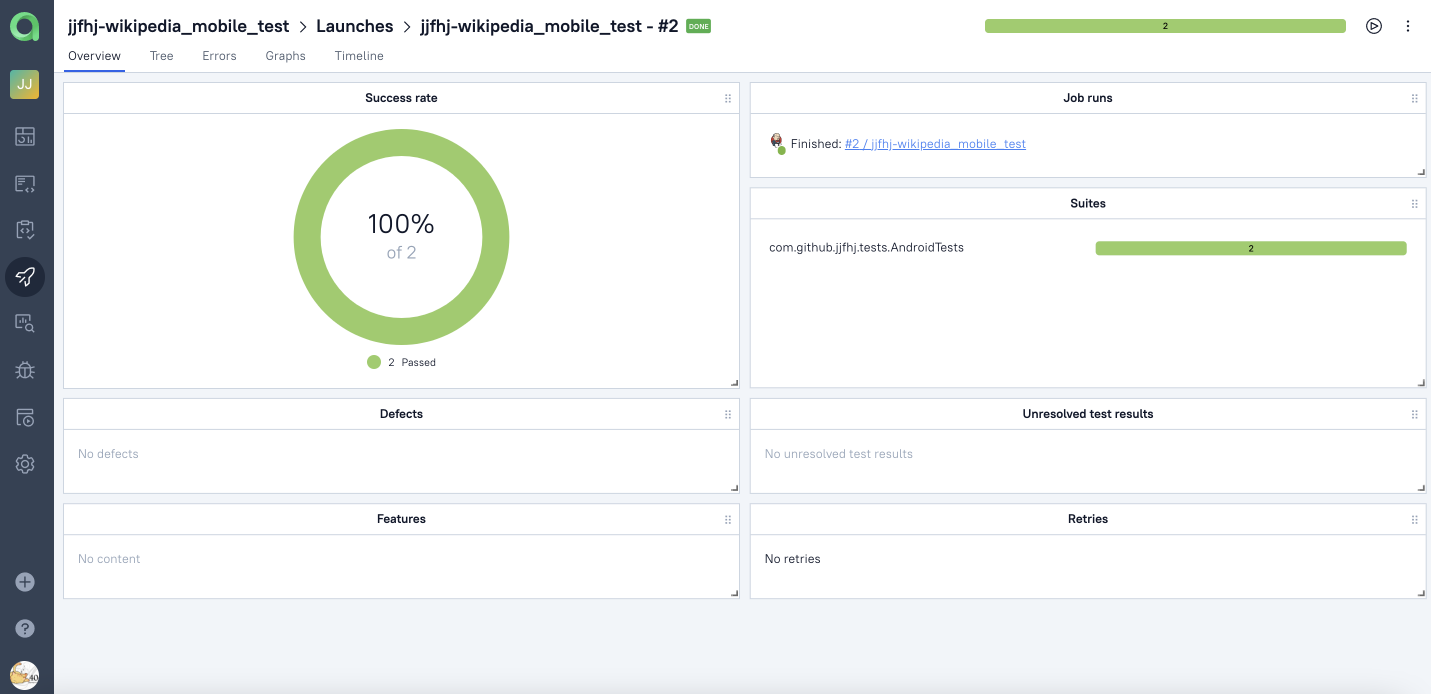 jjfhj-wikipedia_mobile_test > Launches > jjfhj-wikipedia_mobile_test - #2 DONE
2
JJ
Overview Tree Errors Graphs Timeline
Success rate
100%
of 2
2 Passed
Job runs
Finished: #2 / jjfhj-wikipedia_mobile_test
Suites
com.github.jjfhj.tests.AndroidTests 2
Defects
No defects
Unresolved test results
No unresolved test results
Features
No content
Retries
No retries